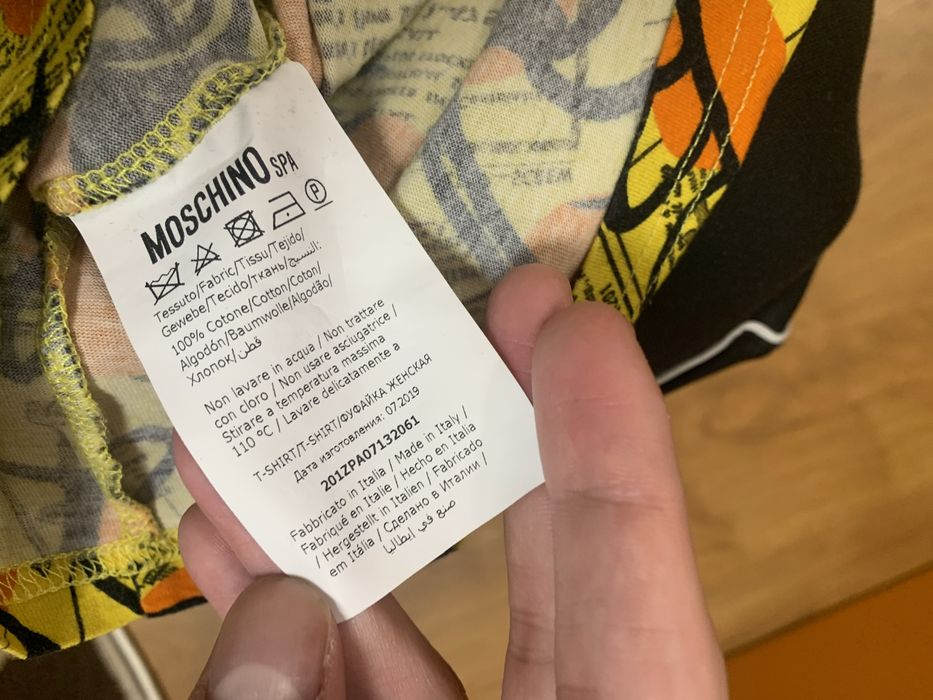 MOSCHINO SPA
P
Tessuto/Fabric/Tissu/Tejido/
Gewebe/Tecido/Ткань/النسيج:
100% Cotone/Cotton/Coton/
Algodón/Baumwolle/Algodão/
Хлопок/قطن
Non lavare in acqua / Non trattare
con cloro / Non usare asciugatrice /
Stirare a temperatura massima
110 °C / Lavare delicatamente a
T-SHIRT/T-SHIRT/ФУФАЙКА ЖЕНСКАЯ
Дата изготовления: 07.2019
201ZPA07132061
Fabbricato in Italia / Made in Italy /
Fabriqué en Italie / Hecho en Italia
/ Hergestellt in Italien / Fabricado
em Itália / Сделано в Италии /
صنع في إيطاليا